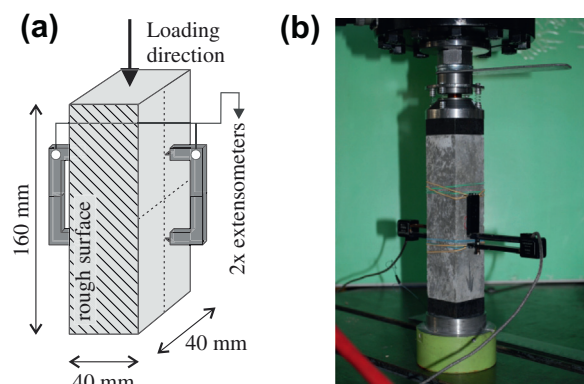 (a)
Loading
direction
2x extensometers
160 mm
rough surface
40 mm
40 mm
(b)